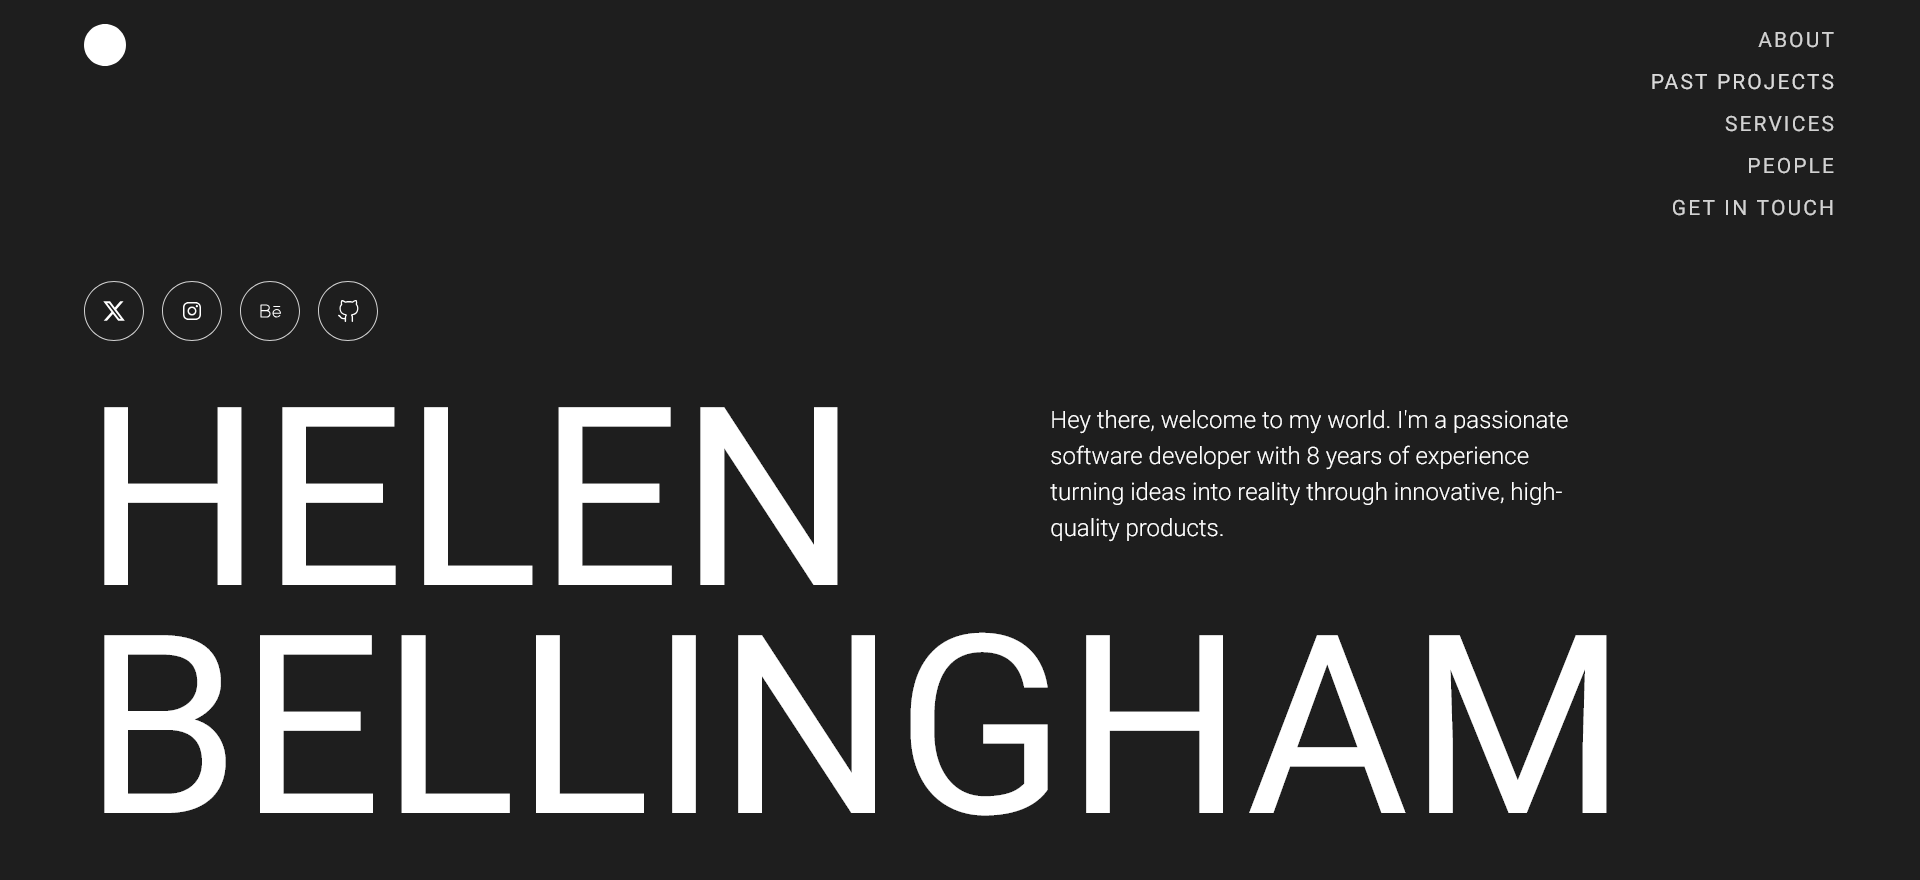 ABOUT
PAST PROJECTS
SERVICES
PEOPLE
GET IN TOUCH
X
Bē
HELEN
BELLINGHAM
Hey there, welcome to my world. I'm a passionate
software developer with 8 years of experience
turning ideas into reality through innovative, high-
quality products.